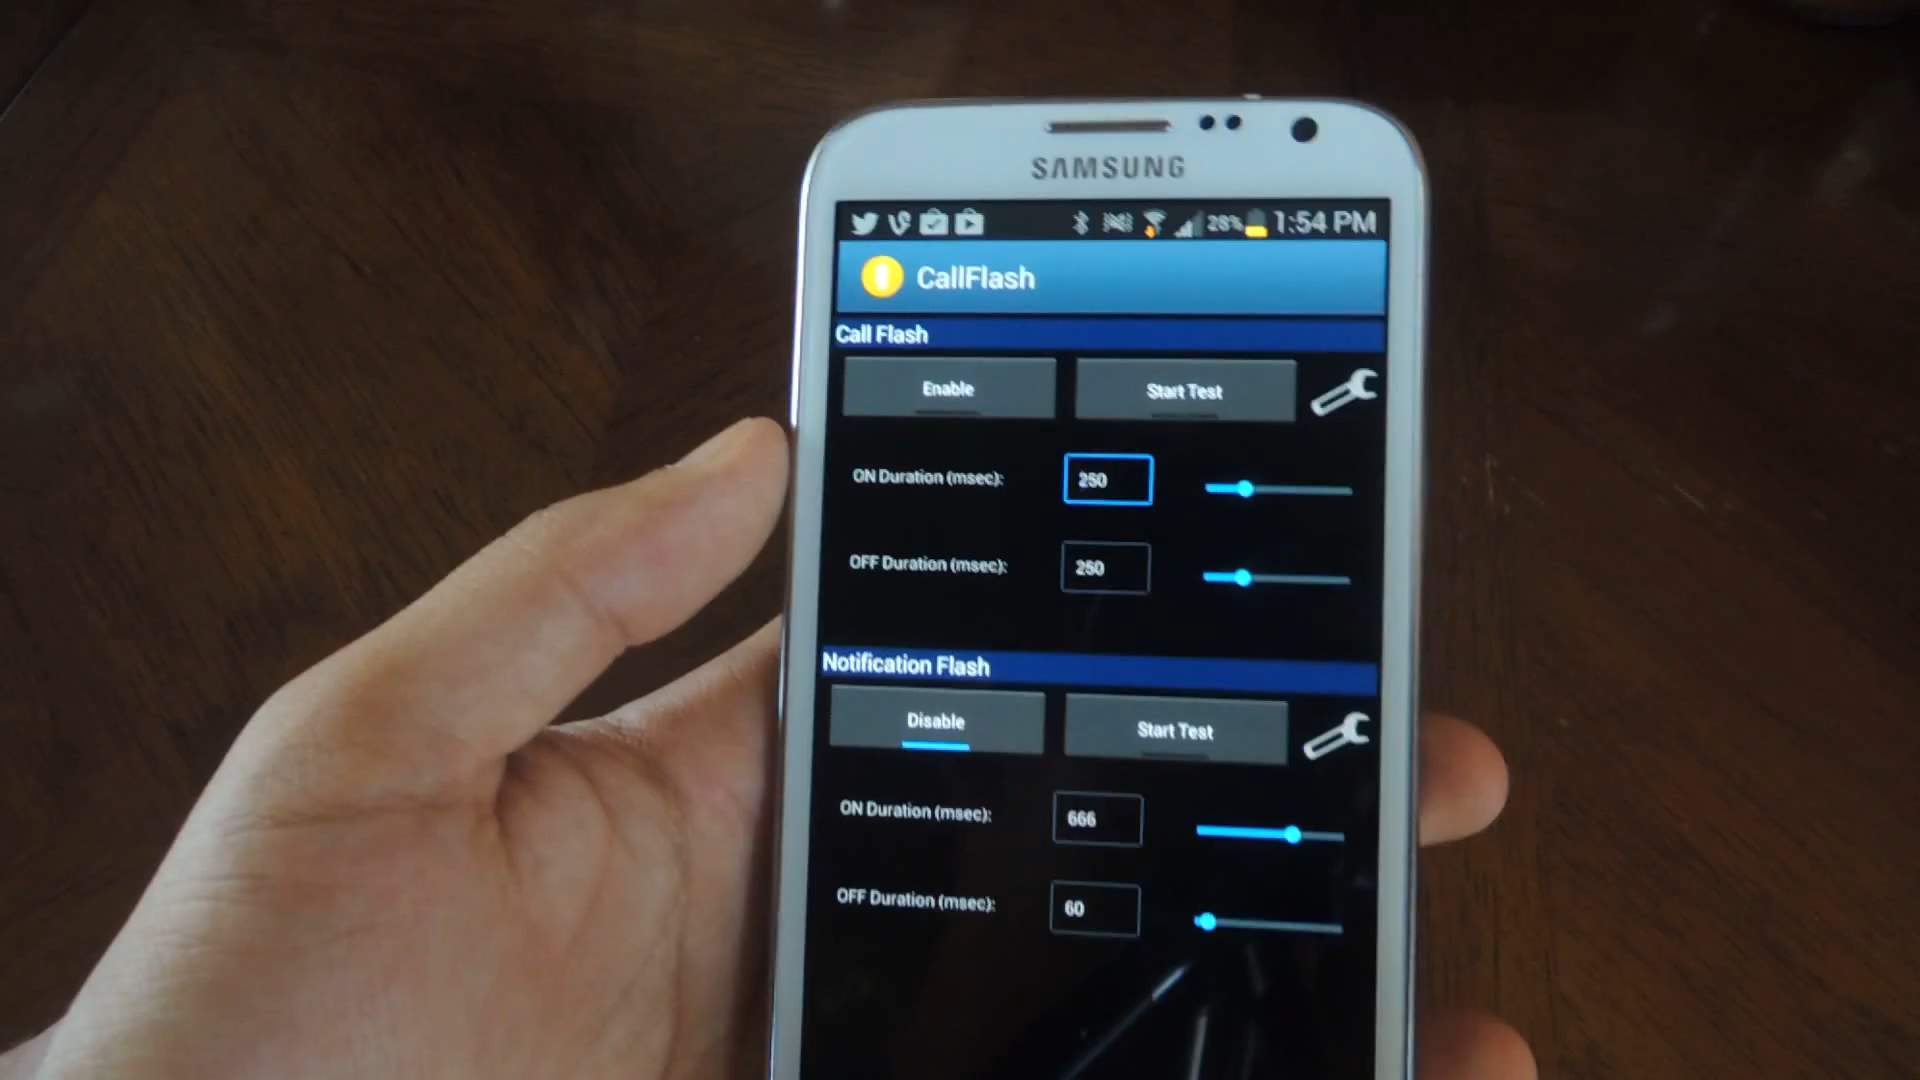 SAMSUNG
28% 1:54 PM
CallFlash
Call Flash
Enable Start Test
ON Duration (msec): 250
OFF Duration (msec): 250
Notification Flash
Disable Start Test
ON Duration (msec): 666
OFF Duration (msec): 60